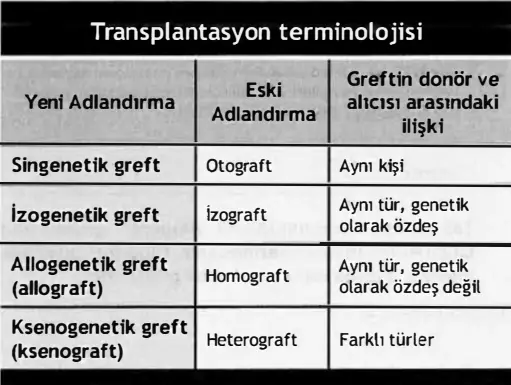 Transplantasyon terminolojisi
Yeni Adlandırma
Eski
Adlandırma
Greftin donör ve
alıcısı arasındaki
ilişki
Singenetik greft
Otograft
Aynı kişi
İzogenetik greft
İzograft
Aynı tür, genetik
olarak özdeş
Allogenetik greft
(allograft)
Homograft
Aynı tür, genetik
olarak özdeş değil
Ksenogenetik greft
(ksenograft)
Heterograft
Farklı türler